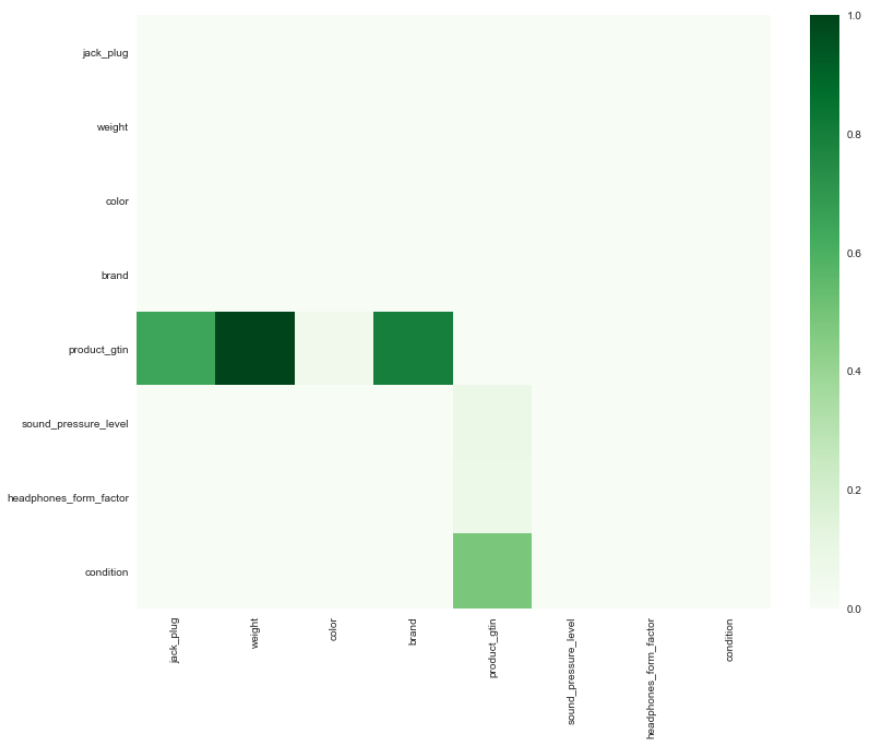 jack_plug
weight
color
brand
product_gtin
sound_pressure_level
headphones_form_factor
condition
jack_plug
weight
color
brand
product_gtin
sound_pressure_level
headphones_form_factor
condition
1.0
0.8
0.6
0.4
0.2
0.0